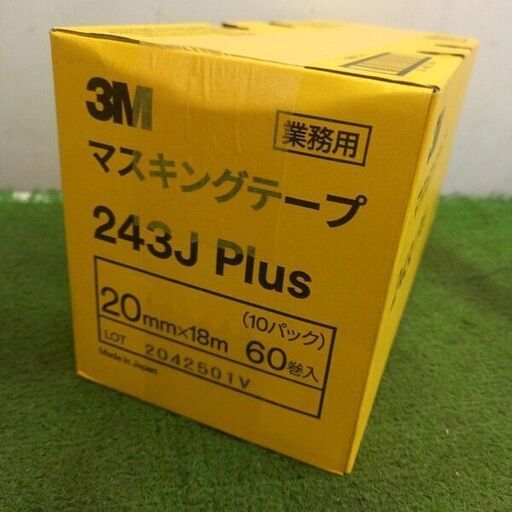 3M
業務用
マスキングテープ
243J Plus
20mm×18m (10パック) 60巻入
LOT 2042501V
Made in Japan
3M